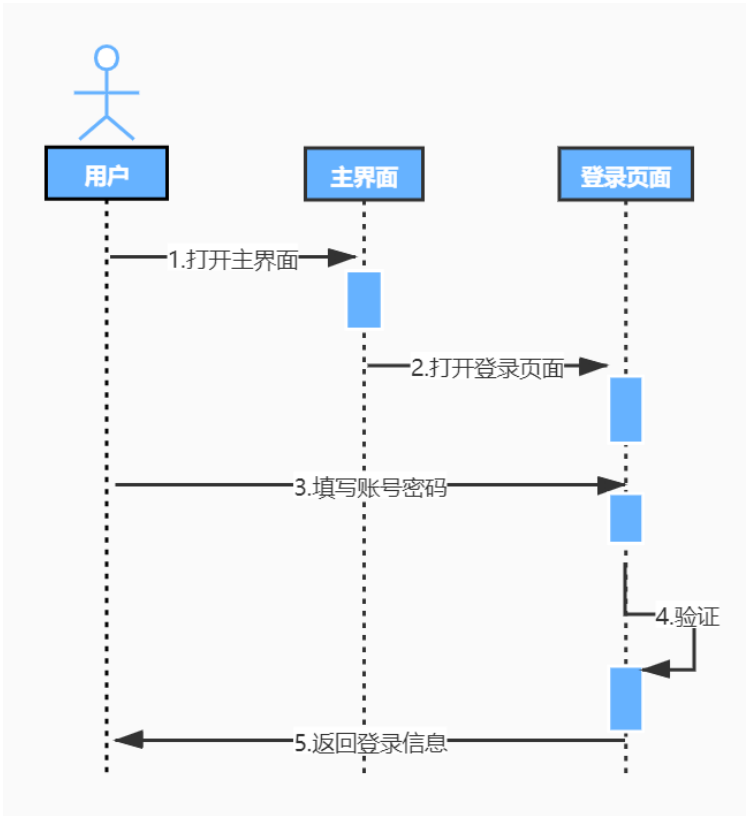 用户
主界面
登录页面
1.打开主界面
2.打开登录页面
3.填写账号密码
4.验证
5.返回登录信息